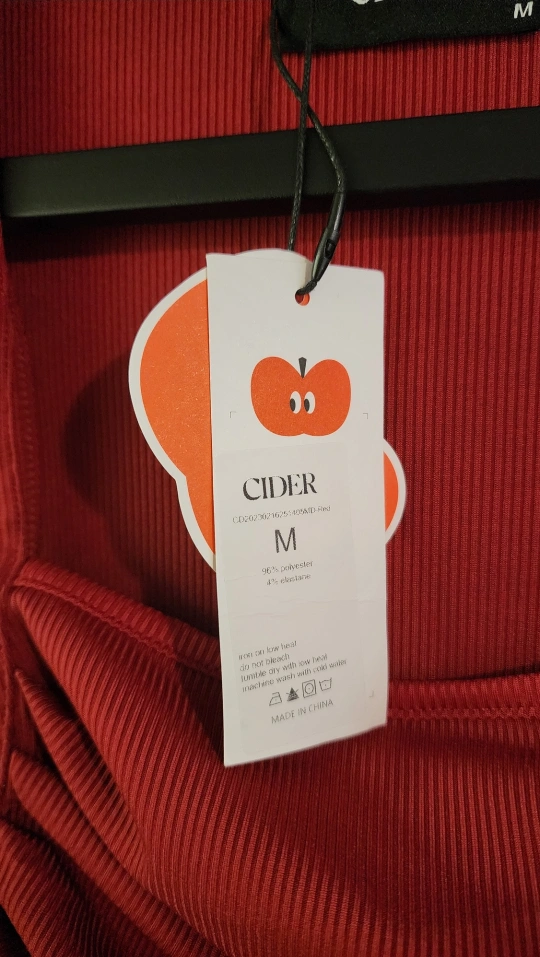 M
CIDER
M
96% polyester
4% elastane
iron on low heat
do not bleach
tumble dry with low heat
machine wash with cold water
MADE IN CHINA